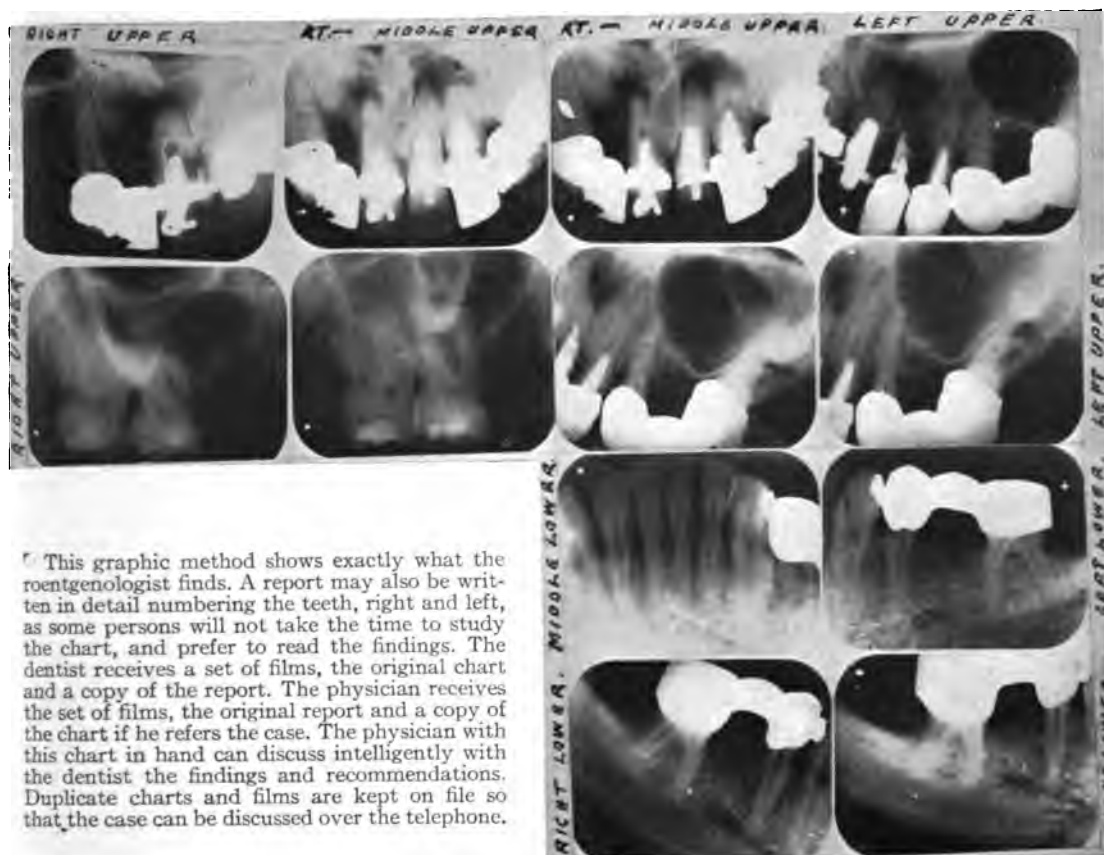 RIGHT UPPER
RT.- MIDDLE UPPER
RT.- MIDDLE UPPER.
LEFT UPPER.
RIGHT UPPER
LEFT UPPER.
MIDDLE LOWER.
LEFT LOWER.
RIGHT LOWER.
This graphic method shows exactly what the
roentgenologist finds. A report may also be writ-
ten in detail numbering the teeth, right and left,
as some persons will not take the time to study
the chart, and prefer to read the findings. The
dentist receives a set of films, the original chart
and a copy of the report. The physician receives
the set of films, the original report and a copy of
the chart if he refers the case. The physician with
this chart in hand can discuss intelligently with
the dentist the findings and recommendations.
Duplicate charts and films are kept on file so
that the case can be discussed over the telephone.